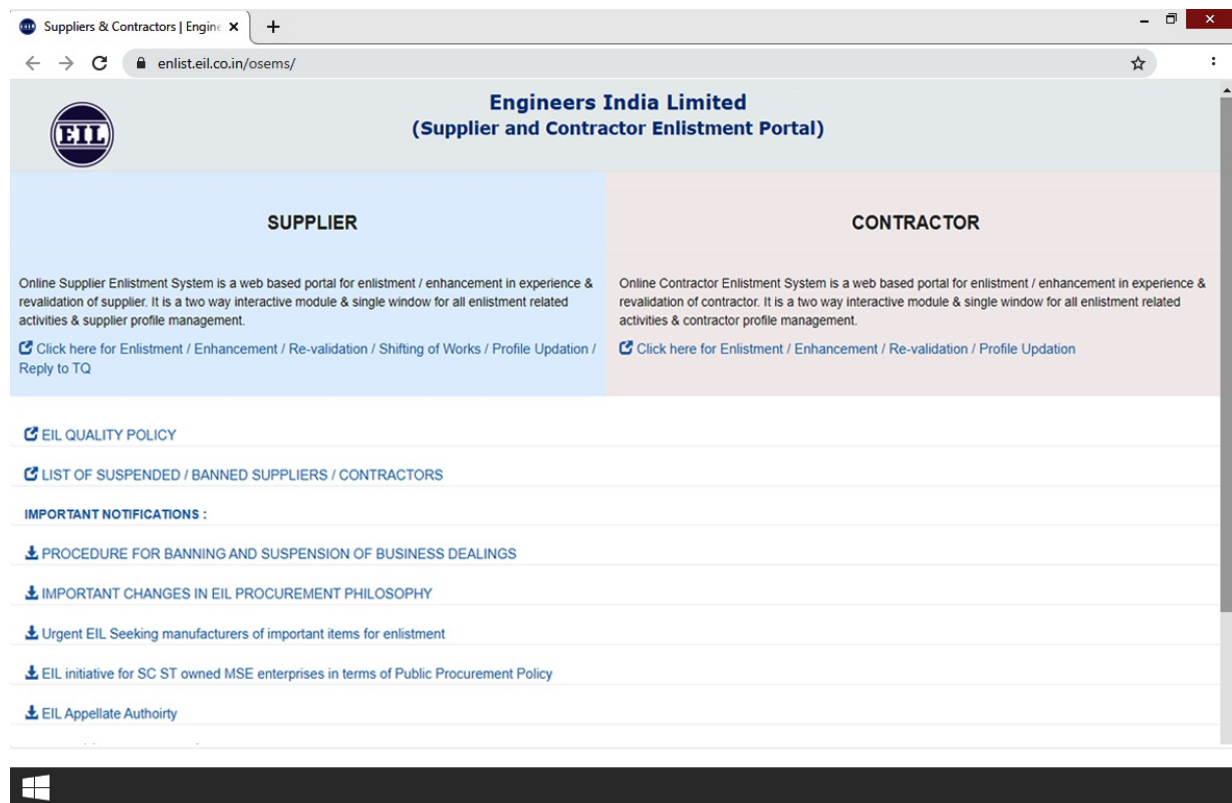 Suppliers & Contractors | Engine
enlist.eil.co.in/osems/
EIL
Engineers India Limited
(Supplier and Contractor Enlistment Portal)
SUPPLIER
Online Supplier Enlistment System is a web based portal for enlistment / enhancement in experience &
revalidation of supplier. It is a two way interactive module & single window for all enlistment related
activities & supplier profile management.
Click here for Enlistment / Enhancement / Re-validation / Shifting of Works / Profile Updation /
Reply to TQ
CONTRACTOR
Online Contractor Enlistment System is a web based portal for enlistment / enhancement in experience &
revalidation of contractor. It is a two way interactive module & single window for all enlistment related
activities & contractor profile management.
Click here for Enlistment / Enhancement / Re-validation / Profile Updation
EIL QUALITY POLICY
LIST OF SUSPENDED / BANNED SUPPLIERS / CONTRACTORS
IMPORTANT NOTIFICATIONS :
PROCEDURE FOR BANNING AND SUSPENSION OF BUSINESS DEALINGS
IMPORTANT CHANGES IN EIL PROCUREMENT PHILOSOPHY
Urgent EIL Seeking manufacturers of important items for enlistment
EIL initiative for SC ST owned MSE enterprises in terms of Public Procurement Policy
EIL Appellate Authoirty